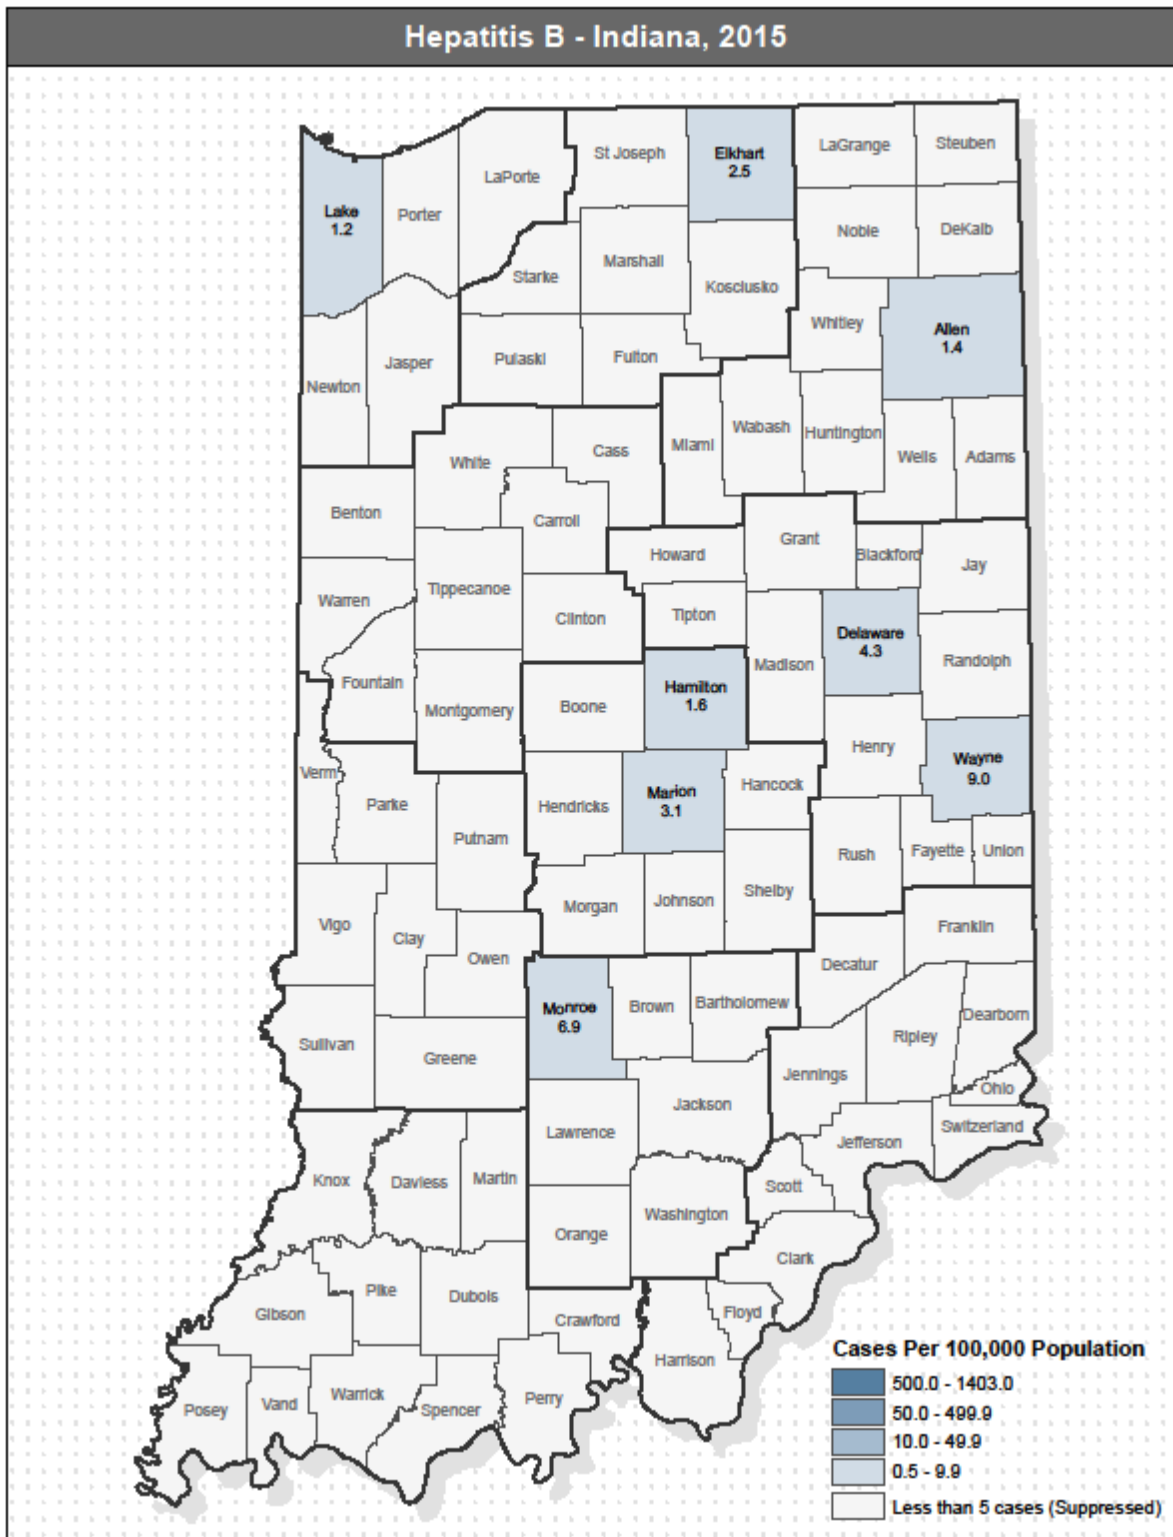 Hepatitis B - Indiana, 2015
St Joseph
Elkhart
2.5
LaGrange
Steuben
LaPorte
Lake
1.2
Porter
Noble
DeKalb
Starke
Marshall
Kosciusko
Whitley
Allen
1.4
Newton
Jasper
Pulaski
Fulton
White
Cass
Miami
Wabash
Huntington
Wells
Adams
Benton
Carroll
Howard
Grant
Blackford
Jay
Warren
Tippecanoe
Clinton
Tipton
Madison
Delaware
4.3
Randolph
Fountain
Montgomery
Boone
Hamilton
1.6
Henry
Wayne
9.0
Verm
Parke
Putnam
Hendricks
Marion
3.1
Hancock
Rush
Fayette
Union
Vigo
Clay
Owen
Morgan
Johnson
Shelby
Franklin
Decatur
Sullivan
Greene
Monroe
6.9
Brown
Bartholomew
Dearborn
Ripley
Jennings
Ohio
Jackson
Lawrence
Switzerland
Jefferson
Knox
Daviess
Martin
Scott
Orange
Washington
Clark
Gibson
Pike
Dubois
Crawford
Floyd
Harrison
Posey
Vand
Warrick
Spencer
Perry
Cases Per 100,000 Population
500.0 - 1403.0
50.0 - 499.9
10.0 - 49.9
0.5 - 9.9
Less than 5 cases (Suppressed)